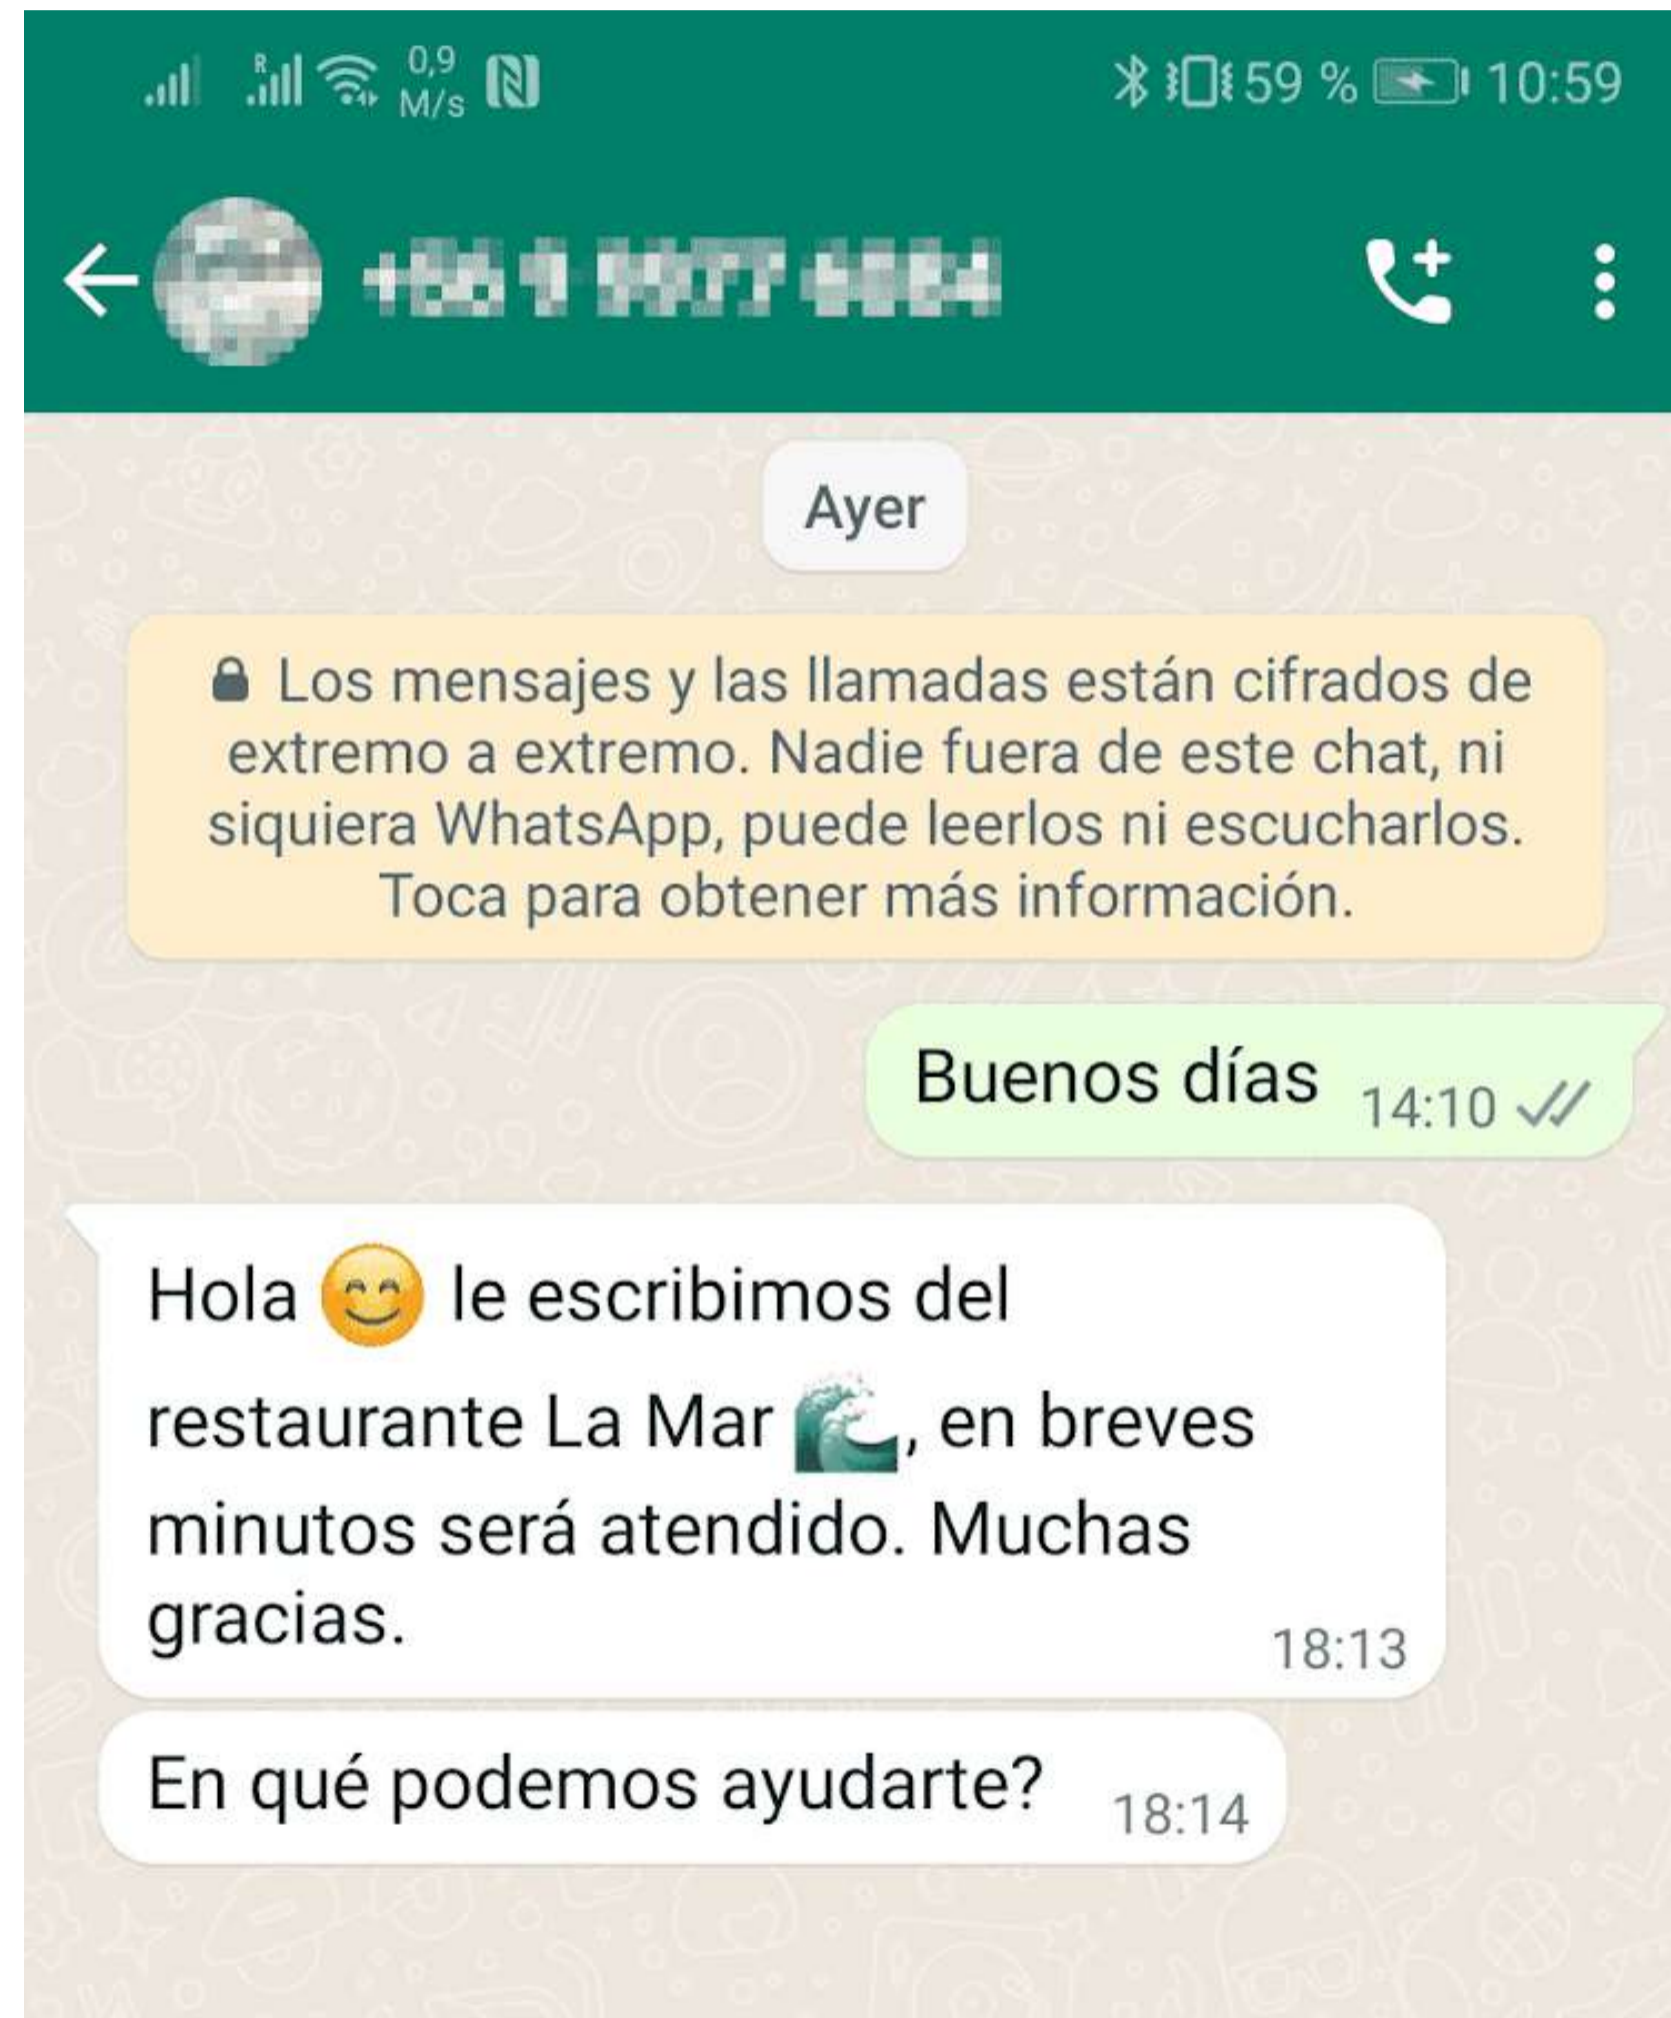 R 0,9 M/s 59 % 10:59
Ayer
Los mensajes y las llamadas están cifrados de
extremo a extremo. Nadie fuera de este chat, ni
siquiera WhatsApp, puede leerlos ni escucharlos.
Toca para obtener más información.
Buenos días 14:10
Hola 😊 le escribimos del
restaurante La Mar 🌊, en breves
minutos será atendido. Muchas
gracias. 18:13
En qué podemos ayudarte? 18:14